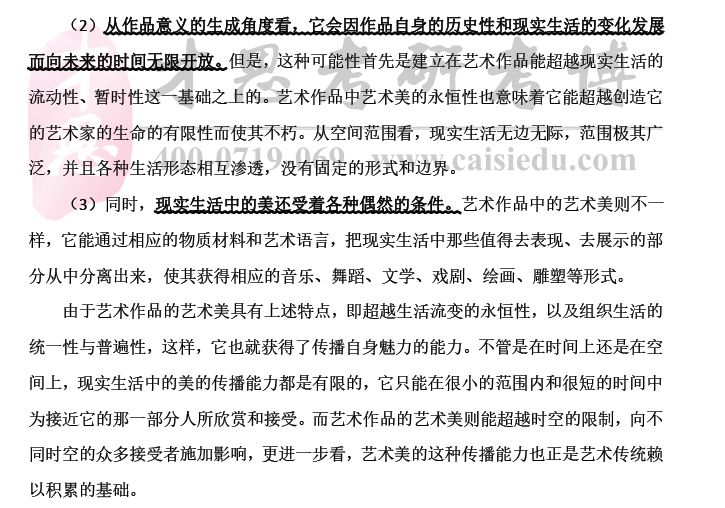 （2）从作品意义的生成角度看，它会因作品自身的历史性和现实生活的变化发展
而向未来的时间无限开放。但是，这种可能性首先是建立在艺术作品能超越现实生活的
流动性、暂时性这一基础之上的。艺术作品中艺术美的永恒性也意味着它能超越创造它
的艺术家的生命的有限性而使其不朽。从空间范围看，现实生活无边无际，范围极其广
泛，并且各种生活形态相互渗透，没有固定的形式和边界。
（3）同时，现实生活中的美还受着各种偶然的条件。艺术作品中的艺术美则不一
样，它能通过相应的物质材料和艺术语言，把现实生活中那些值得去表现、去展示的部
分从中分离出来，使其获得相应的音乐、舞蹈、文学、戏剧、绘画、雕塑等形式。
由于艺术作品的艺术美具有上述特点，即超越生活流变的永恒性，以及组织生活的
统一性与普遍性，这样，它也就获得了传播自身魅力的能力。不管是在时间上还是在空
间上，现实生活中的美的传播能力都是有限的，它只能在很小的范围内和很短的时间中
为接近它的那一部分人所欣赏和接受。而艺术作品的艺术美则能超越时空的限制，向不
同时空的众多接受者施加影响，更进一步看，艺术美的这种传播能力也正是艺术传统赖
以积累的基础。
才思考研考博
400-0719-069 www.caisiedu.com